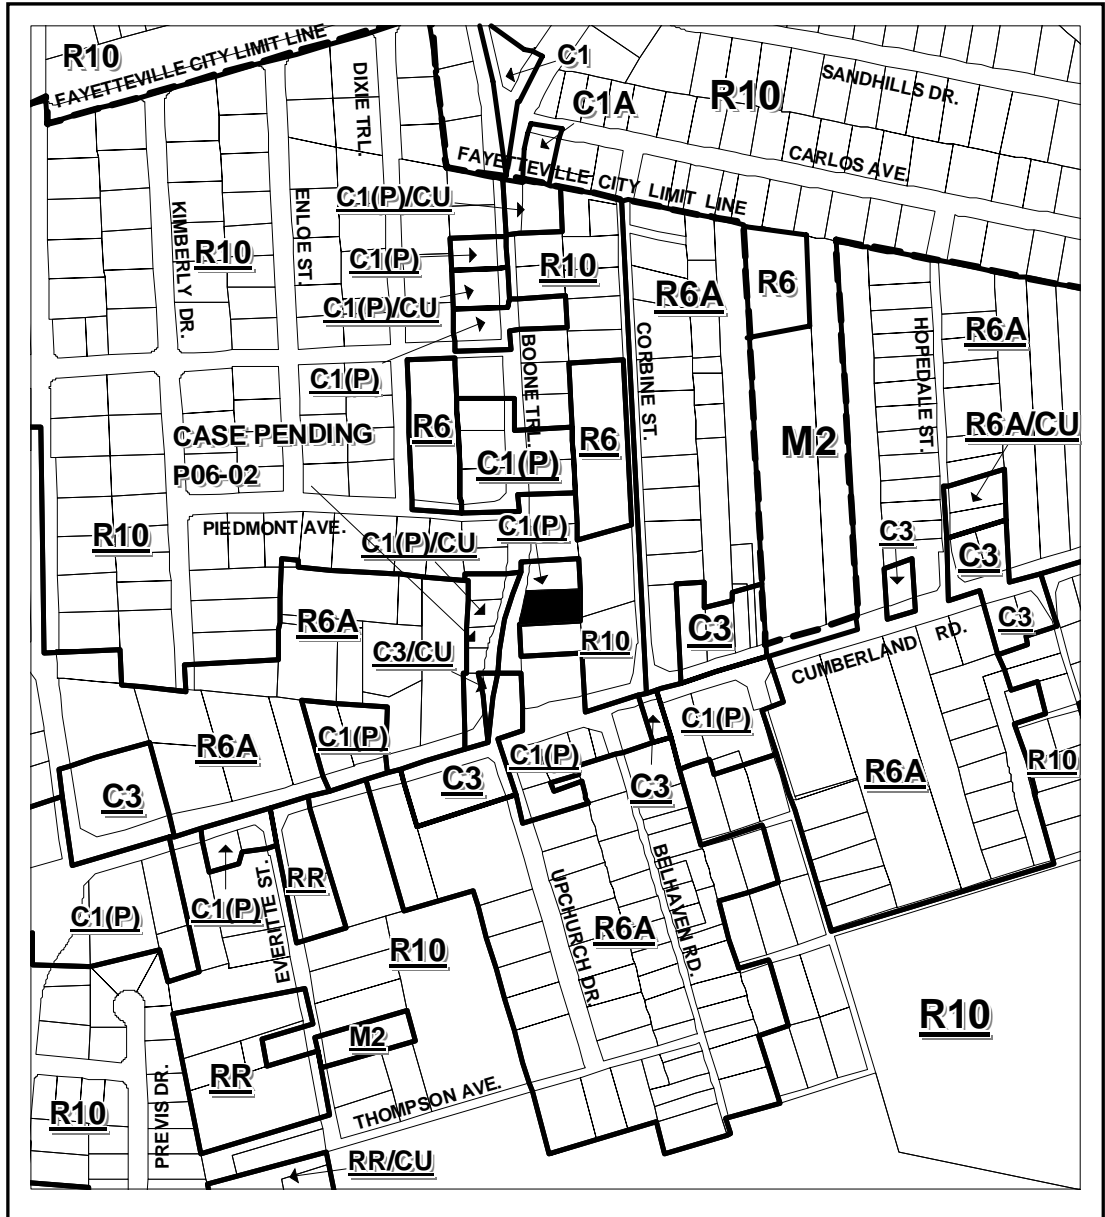 R10
FAYETTEVILLE CITY LIMIT LINE
DIXIE TRL.
C1
C1A
R10
SANDHILLS DR.
CARLOS AVE.
FAYETTEVILLE CITY LIMIT LINE
KIMBERLY DR.
R10
ENLOE ST.
C1(P)/CU
C1(P)
C1(P)/CU
R10
R6A
R6
R6A
CORBINE ST.
HOPEDALE ST.
BOONE TRL.
C1(P)
R6
C1(P)
R6
M2
R6A/CU
CASE PENDING
P06-02
R10
PIEDMONT AVE.
C1(P)/CU
C1(P)
C3
C3
R6A
C3/CU
R10
C3
C3
CUMBERLAND RD.
R6A
C1(P)
C1(P)
C1(P)
R10
C3
C3
C3
R6A
RR
EVERITTE ST.
C1(P)
C1(P)
R10
UPCHURCH DR.
R6A
BELHAVEN RD.
R10
M2
RR
R10
PREVIS DR.
THOMPSON AVE.
RR/CU